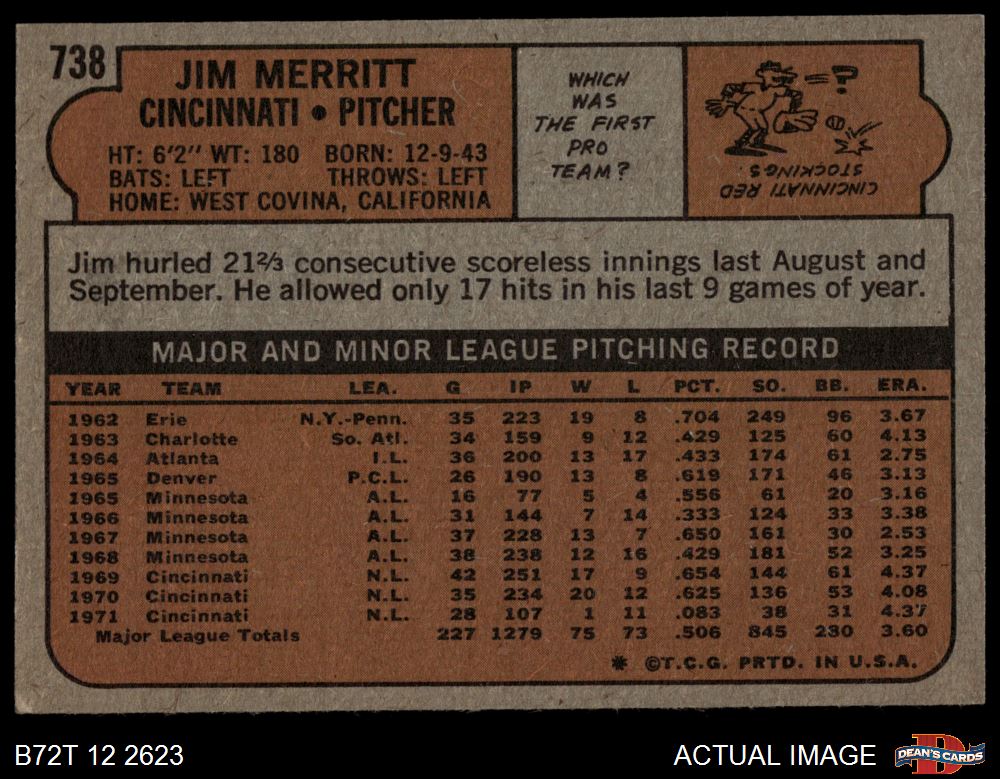 738
JIM MERRITT
CINCINNATI • PITCHER
HT: 6'2" WT: 180 BORN: 12-9-43
BATS: LEFT THROWS: LEFT
HOME: WEST COVINA, CALIFORNIA
WHICH
WAS
THE FIRST
PRO
TEAM?
?
CINCINNATI RED
STOCKINGS.
Jim hurled 21⅔ consecutive scoreless innings last August and
September. He allowed only 17 hits in his last 9 games of year.
MAJOR AND MINOR LEAGUE PITCHING RECORD
YEAR TEAM LEA. G IP W L PCT. SO. BB. ERA.
1962 Erie N.Y.-Penn. 35 223 19 8 .704 249 96 3.67
1963 Charlotte So. Atl. 34 159 9 12 .429 125 60 4.13
1964 Atlanta I.L. 36 200 13 17 .433 174 61 2.75
1965 Denver P.C.L. 26 190 13 8 .619 171 46 3.13
1965 Minnesota A.L. 16 77 5 4 .556 61 20 3.16
1966 Minnesota A.L. 31 144 7 14 .333 124 33 3.38
1967 Minnesota A.L. 37 228 13 7 .650 161 30 2.53
1968 Minnesota A.L. 38 238 12 16 .429 181 52 3.25
1969 Cincinnati N.L. 42 251 17 9 .654 144 61 4.37
1970 Cincinnati N.L. 35 234 20 12 .625 136 53 4.08
1971 Cincinnati N.L. 28 107 1 11 .083 38 31 4.37
Major League Totals 227 1279 75 73 .506 845 280 3.60
* ©T.C.G. PRTD. IN U.S.A.
B72T 12 2623
ACTUAL IMAGE
DEAN'S CARDS